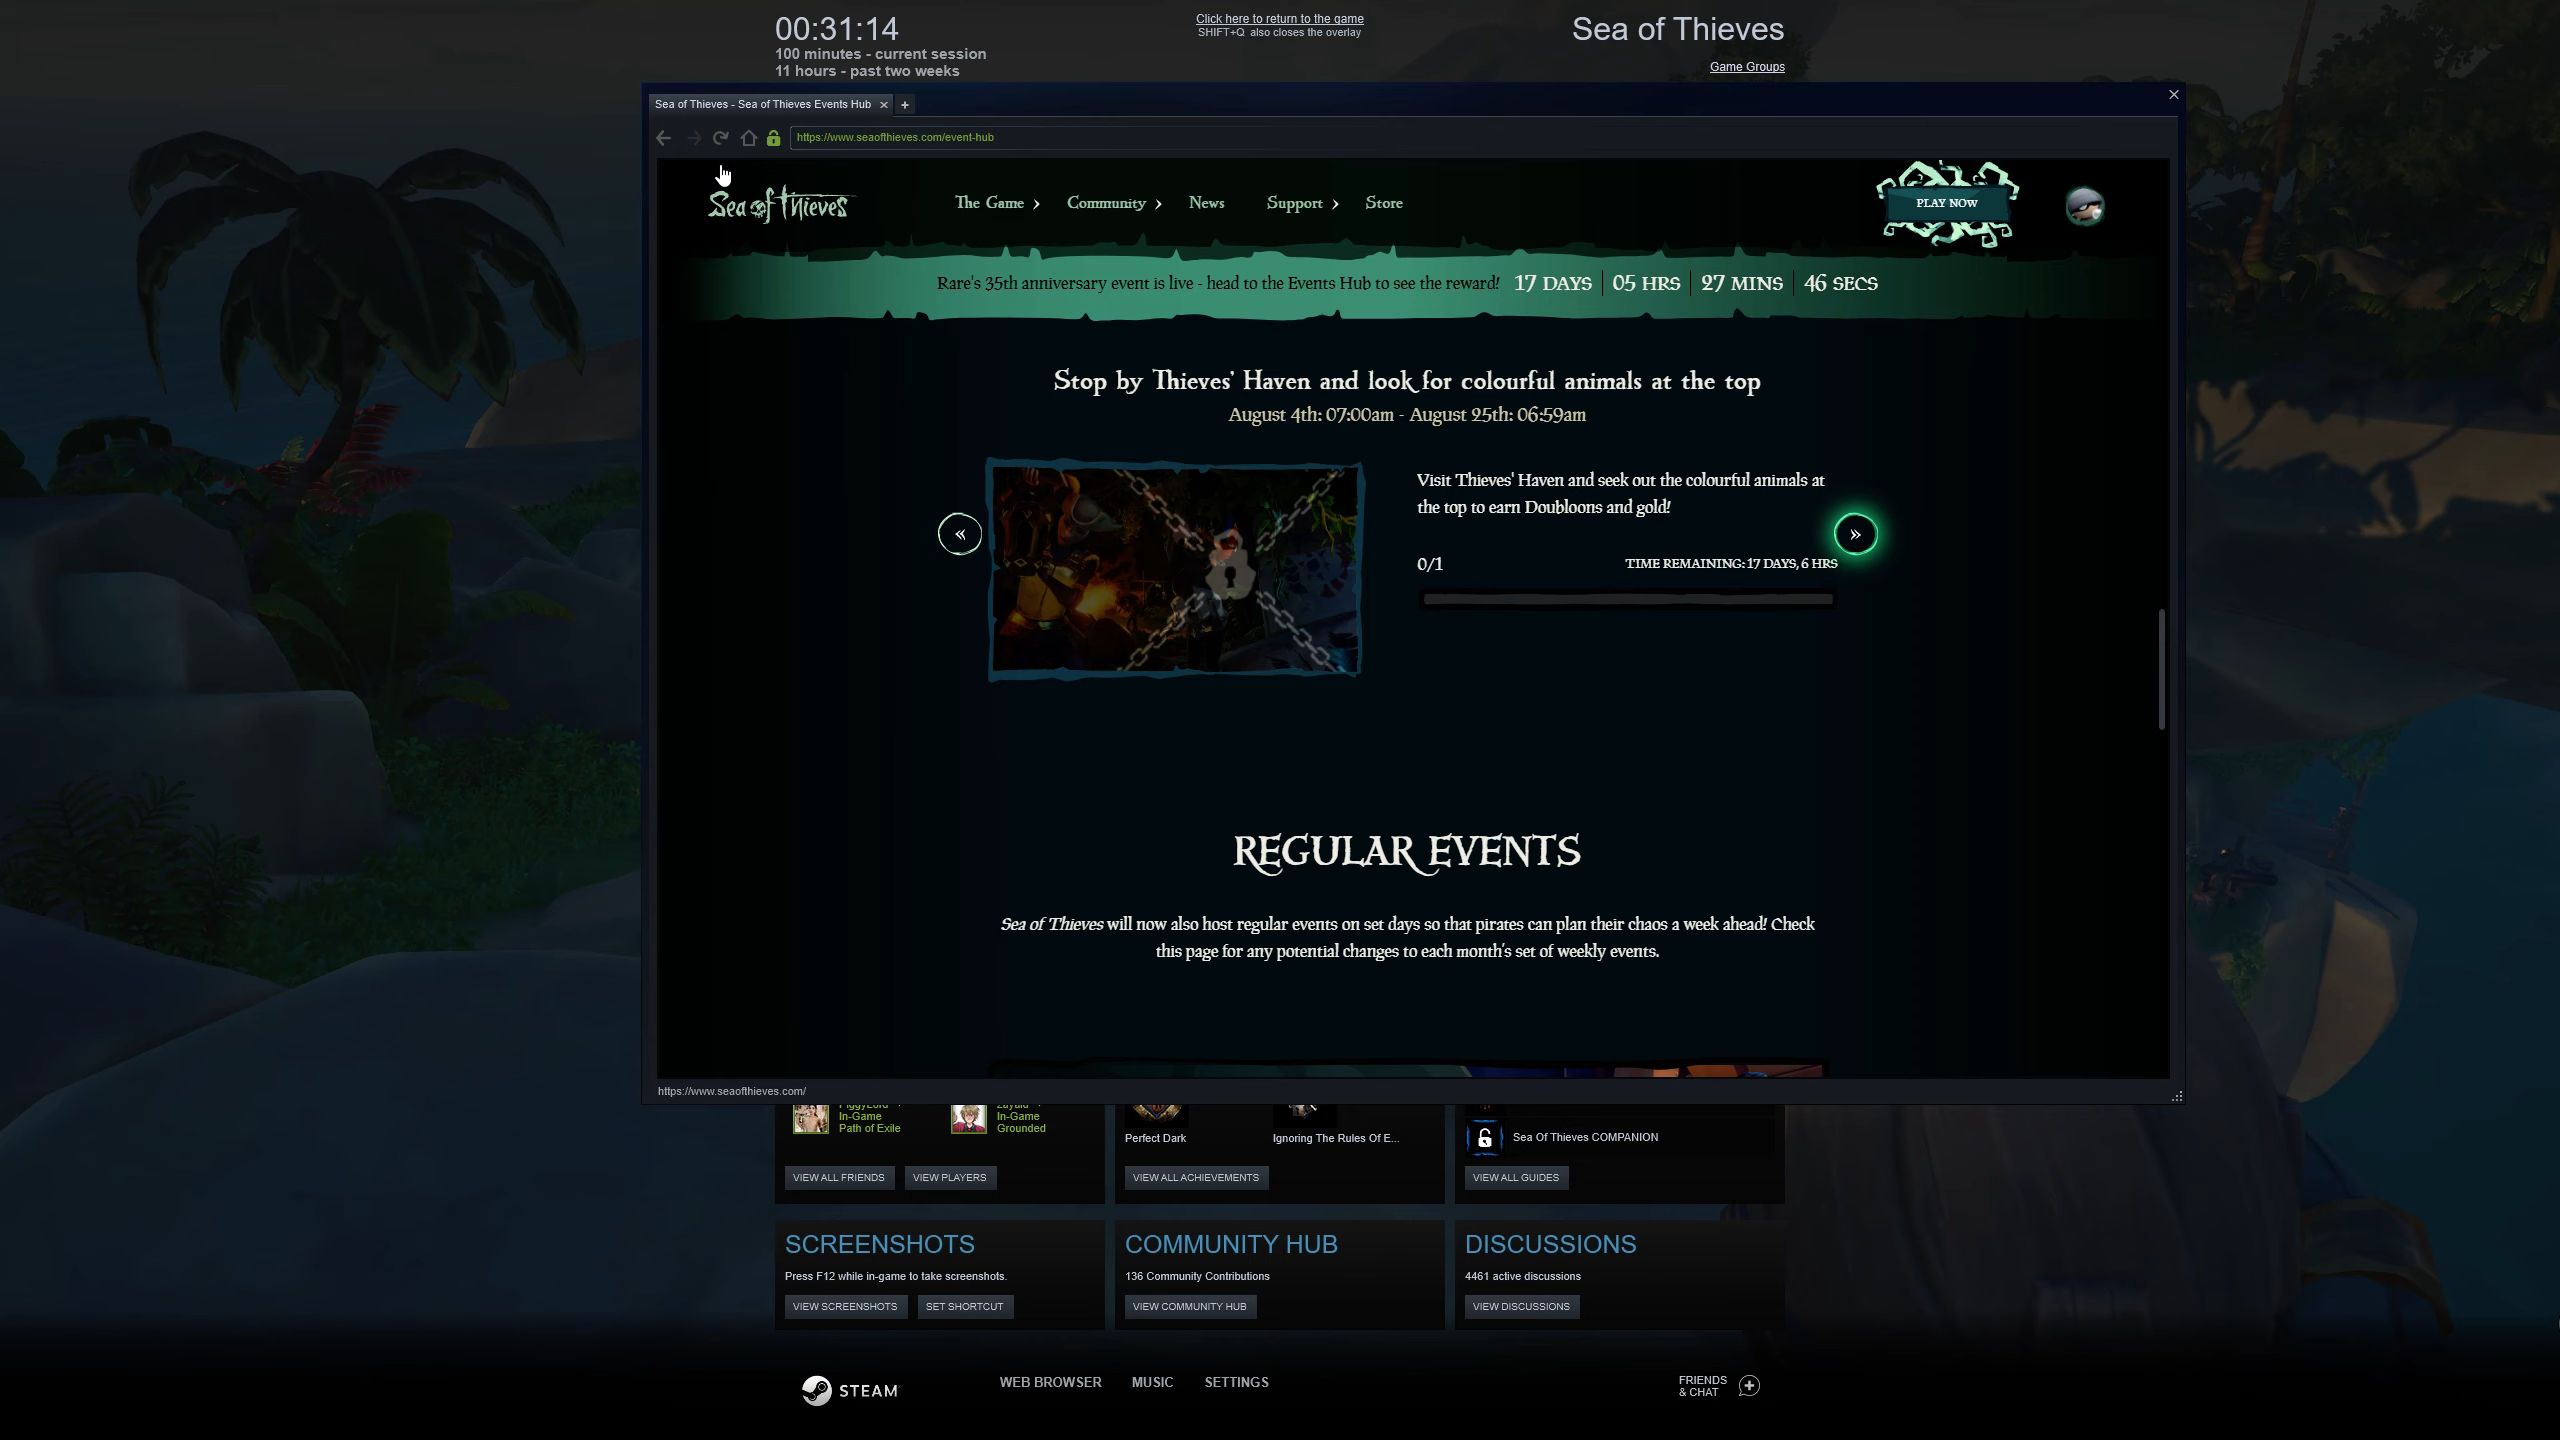 00:31:14
100 minutes - current session
11 hours - past two weeks
Click here to return to the game
SHIFT+Q also closes the overlay
Sea of Thieves
Game Groups
Sea of Thieves - Sea of Thieves Events Hub
https://www.seaofthieves.com/event-hub
Sea of Thieves
The Game
Community
News
Support
Store
PLAY NOW
Rare's 35th anniversary event is live - head to the Events Hub to see the reward!
17 DAYS
05 HRS
27 MINS
46 SECS
Stop by Thieves' Haven and look for colourful animals at the top
August 4th: 07:00am - August 25th: 06:59am
Visit Thieves' Haven and seek out the colourful animals at
the top to earn Doubloons and gold!
0/1
TIME REMAINING: 17 DAYS, 6 HRS
REGULAR EVENTS
Sea of Thieves will now also host regular events on set days so that pirates can plan their chaos a week ahead! Check
this page for any potential changes to each month's set of weekly events.
https://www.seaofthieves.com/
In-Game
Path of Exile
In-Game
Grounded
Perfect Dark
Ignoring The Rules Of E...
Sea Of Thieves COMPANION
VIEW ALL FRIENDS
VIEW PLAYERS
VIEW ALL ACHIEVEMENTS
VIEW ALL GUIDES
SCREENSHOTS
Press F12 while in-game to take screenshots.
VIEW SCREENSHOTS
SET SHORTCUT
COMMUNITY HUB
136 Community Contributions
VIEW COMMUNITY HUB
DISCUSSIONS
4461 active discussions
VIEW DISCUSSIONS
STEAM
WEB BROWSER
MUSIC
SETTINGS
FRIENDS
& CHAT